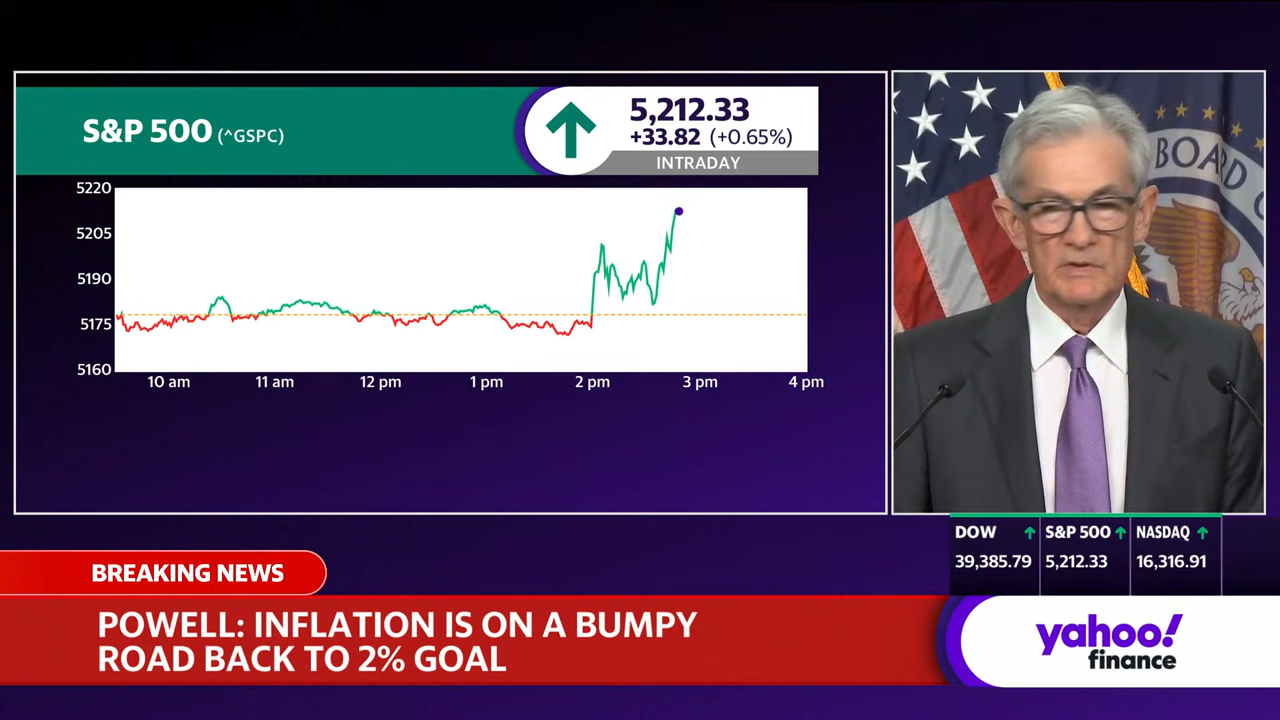 S&P 500 (^GSPC)
5,212.33
+33.82 (+0.65%)
INTRADAY
5220
5205
5190
5175
5160
10 am 11 am 12 pm 1 pm 2 pm 3 pm 4 pm
BOARD O
DOW S&P 500 NASDAQ
39,385.79 5,212.33 16,316.91
BREAKING NEWS
POWELL: INFLATION IS ON A BUMPY
ROAD BACK TO 2% GOAL
yahoo!
finance